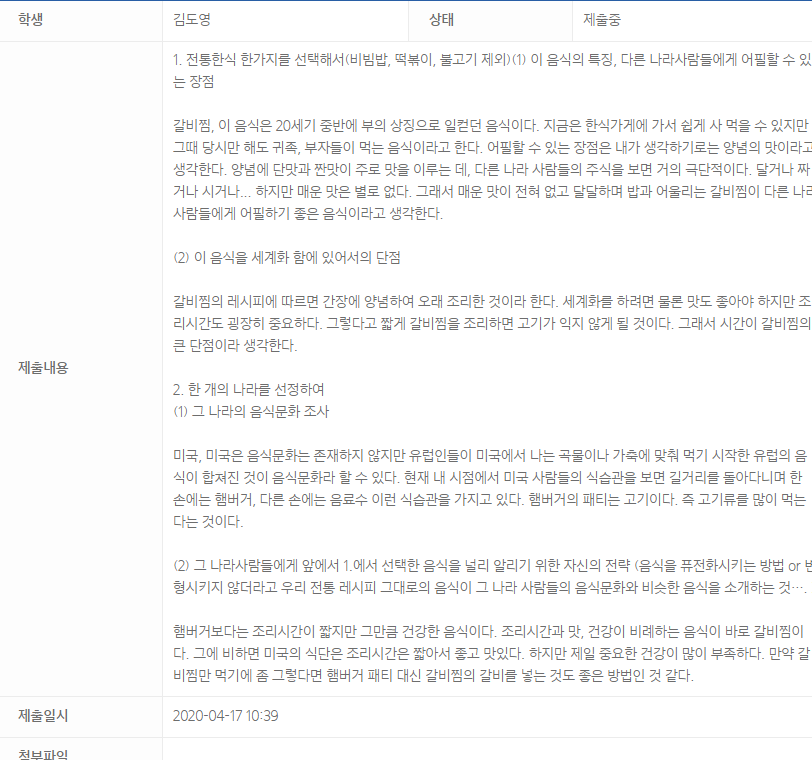 학생 김도영 상태 제출중
1. 전통한식 한가지를 선택해서(비빔밥, 떡볶이, 불고기 제외)(1) 이 음식의 특징, 다른 나라사람들에게 어필할 수 있
는 장점
갈비찜, 이 음식은 20세기 중반에 부의 상징으로 일컫던 음식이다. 지금은 한식가게에 가서 쉽게 사 먹을 수 있지만
그때 당시만 해도 귀족, 부자들이 먹는 음식이라고 한다. 어필할 수 있는 장점은 내가 생각하기로는 양념의 맛이라고
생각한다. 양념에 단맛과 짠맛이 주로 맛을 이루는 데, 다른 나라 사람들의 주식을 보면 거의 극단적이다. 달거나 짜
거나 시거나... 하지만 매운 맛은 별로 없다. 그래서 매운 맛이 전혀 없고 달달하며 밥과 어울리는 갈비찜이 다른 나라
사람들에게 어필하기 좋은 음식이라고 생각한다.
(2) 이 음식을 세계화 함에 있어서의 단점
갈비찜의 레시피에 따르면 간장에 양념하여 오래 조리한 것이라 한다. 세계화를 하려면 물론 맛도 좋아야 하지만 조
리시간도 굉장히 중요하다. 그렇다고 짧게 갈비찜을 조리하면 고기가 익지 않게 될 것이다. 그래서 시간이 갈비찜의
큰 단점이라 생각한다.
제출내용
2. 한 개의 나라를 선정하여
(1) 그 나라의 음식문화 조사
미국, 미국은 음식문화는 존재하지 않지만 유럽인들이 미국에서 나는 곡물이나 가축에 맞춰 먹기 시작한 유럽의 음
식이 합쳐진 것이 음식문화라 할 수 있다. 현재 내 시점에서 미국 사람들의 식습관을 보면 길거리를 돌아다니며 한
손에는 햄버거, 다른 손에는 음료수 이런 식습관을 가지고 있다. 햄버거의 패티는 고기이다. 즉 고기류를 많이 먹는
다는 것이다.
(2) 그 나라사람들에게 앞에서 1.에서 선택한 음식을 널리 알리기 위한 자신의 전략 (음식을 퓨전화시키는 방법 or 변
형시키지 않더라고 우리 전통 레시피 그대로의 음식이 그 나라 사람들의 음식문화와 비슷한 음식을 소개하는 것….
햄버거보다는 조리시간이 짧지만 그만큼 건강한 음식이다. 조리시간과 맛, 건강이 비례하는 음식이 바로 갈비찜이
다. 그에 비하면 미국의 식단은 조리시간은 짧아서 좋고 맛있다. 하지만 제일 중요한 건강이 많이 부족하다. 만약 갈
비찜만 먹기에 좀 그렇다면 햄버거 패티 대신 갈비찜의 갈비를 넣는 것도 좋은 방법인 것 같다.
제출일시 2020-04-17 10:39
첨부파일